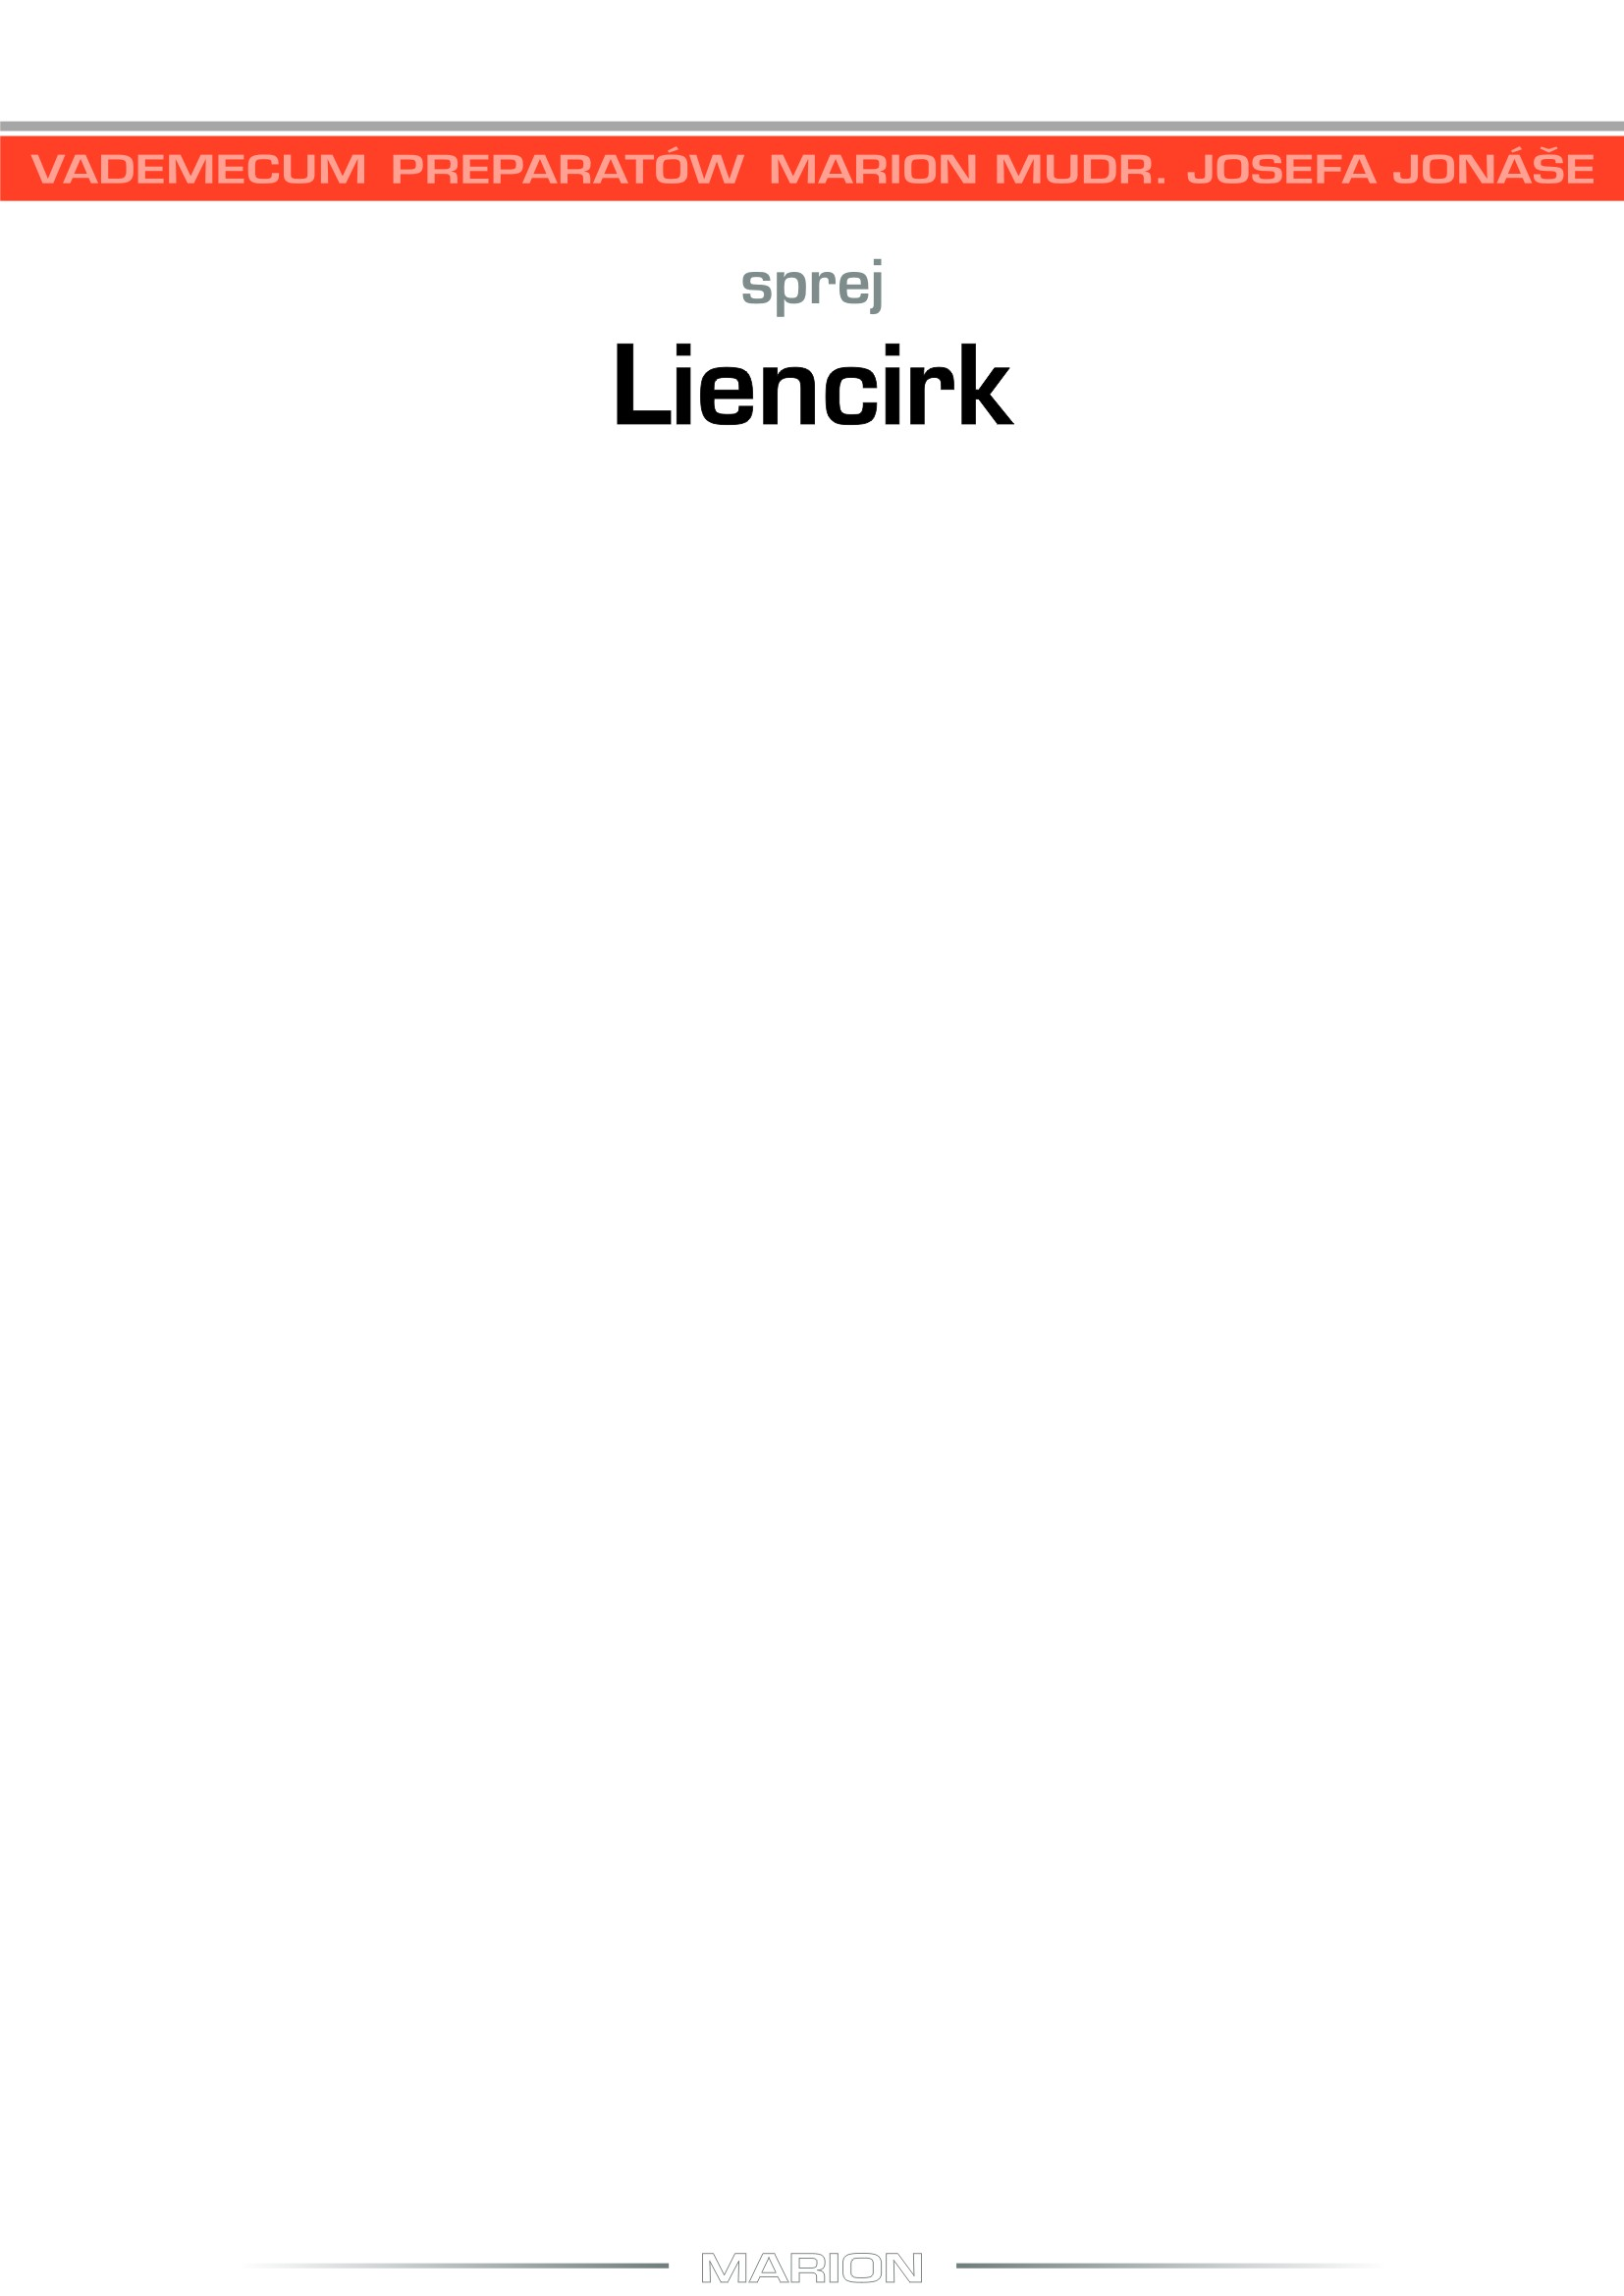 VADEMECUM PREPARATÓW MARION MUDR. JOSEFA JONÁŠE
sprej
Liencirk
MARION